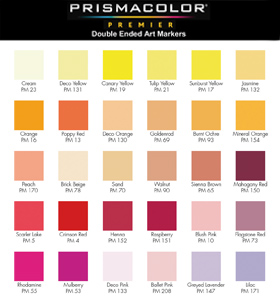 PRISMACOLOR®
PREMIER
Double Ended Art Markers
Cream Deco Yellow Canary Yellow Tulip Yellow Sunburst Yellow Jasmine
PM 23 PM 131 PM 19 PM 21 PM 17 PM 132
Orange Poppy Red Deco Orange Goldenrod Burnt Ochre Mineral Orange
PM 16 PM 13 PM 130 PM 69 PM 93 PM 154
Peach Brick Beige Sand Walnut Sienna Brown Mahogany Red
PM 170 PM 78 PM 70 PM 90 PM 65 PM 150
Scarlet Lake Crimson Red Henna Raspberry Blush Pink Flagstone Red
PM 5 PM 4 PM 152 PM 151 PM 10 PM 73
Rhodamine Mulberry Deco Pink Ballet Pink Greyed Lavender Lilac
PM 55 PM 53 PM 133 PM 208 PM 147 PM 171